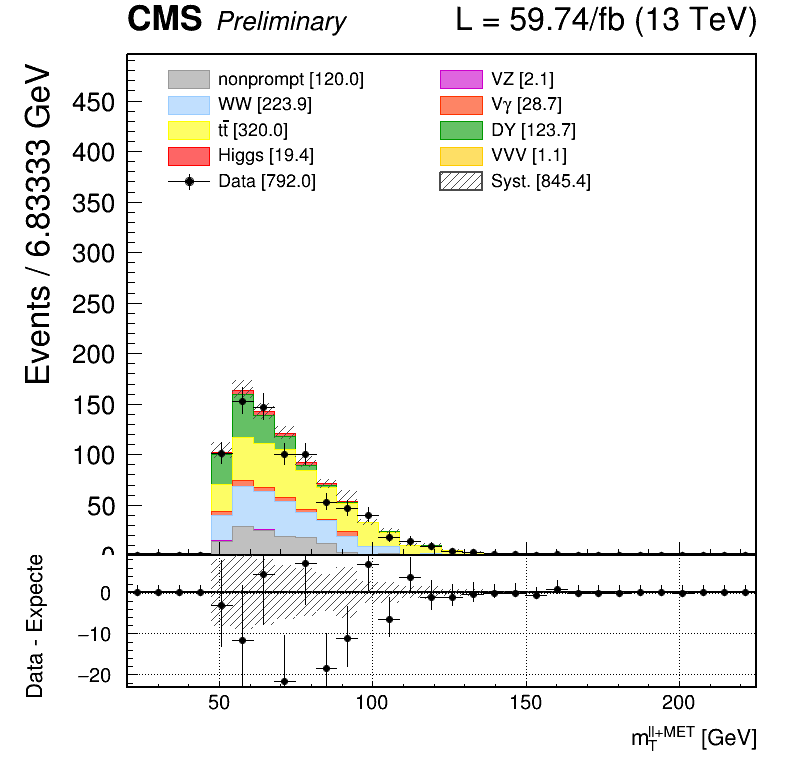 CMS Preliminary L = 59.74/fb (13 TeV)
Events / 6.83333 GeV
nonprompt [120.0] VZ [2.1]
WW [223.9] Vγ [28.7]
tt̄ [320.0] DY [123.7]
Higgs [19.4] VVV [1.1]
Data [792.0] Syst. [845.4]
450
400
350
300
250
200
150
100
50
0
Data - Expecte
0
−10
−20
50 100 150 200
m_T^{ll+MET} [GeV]